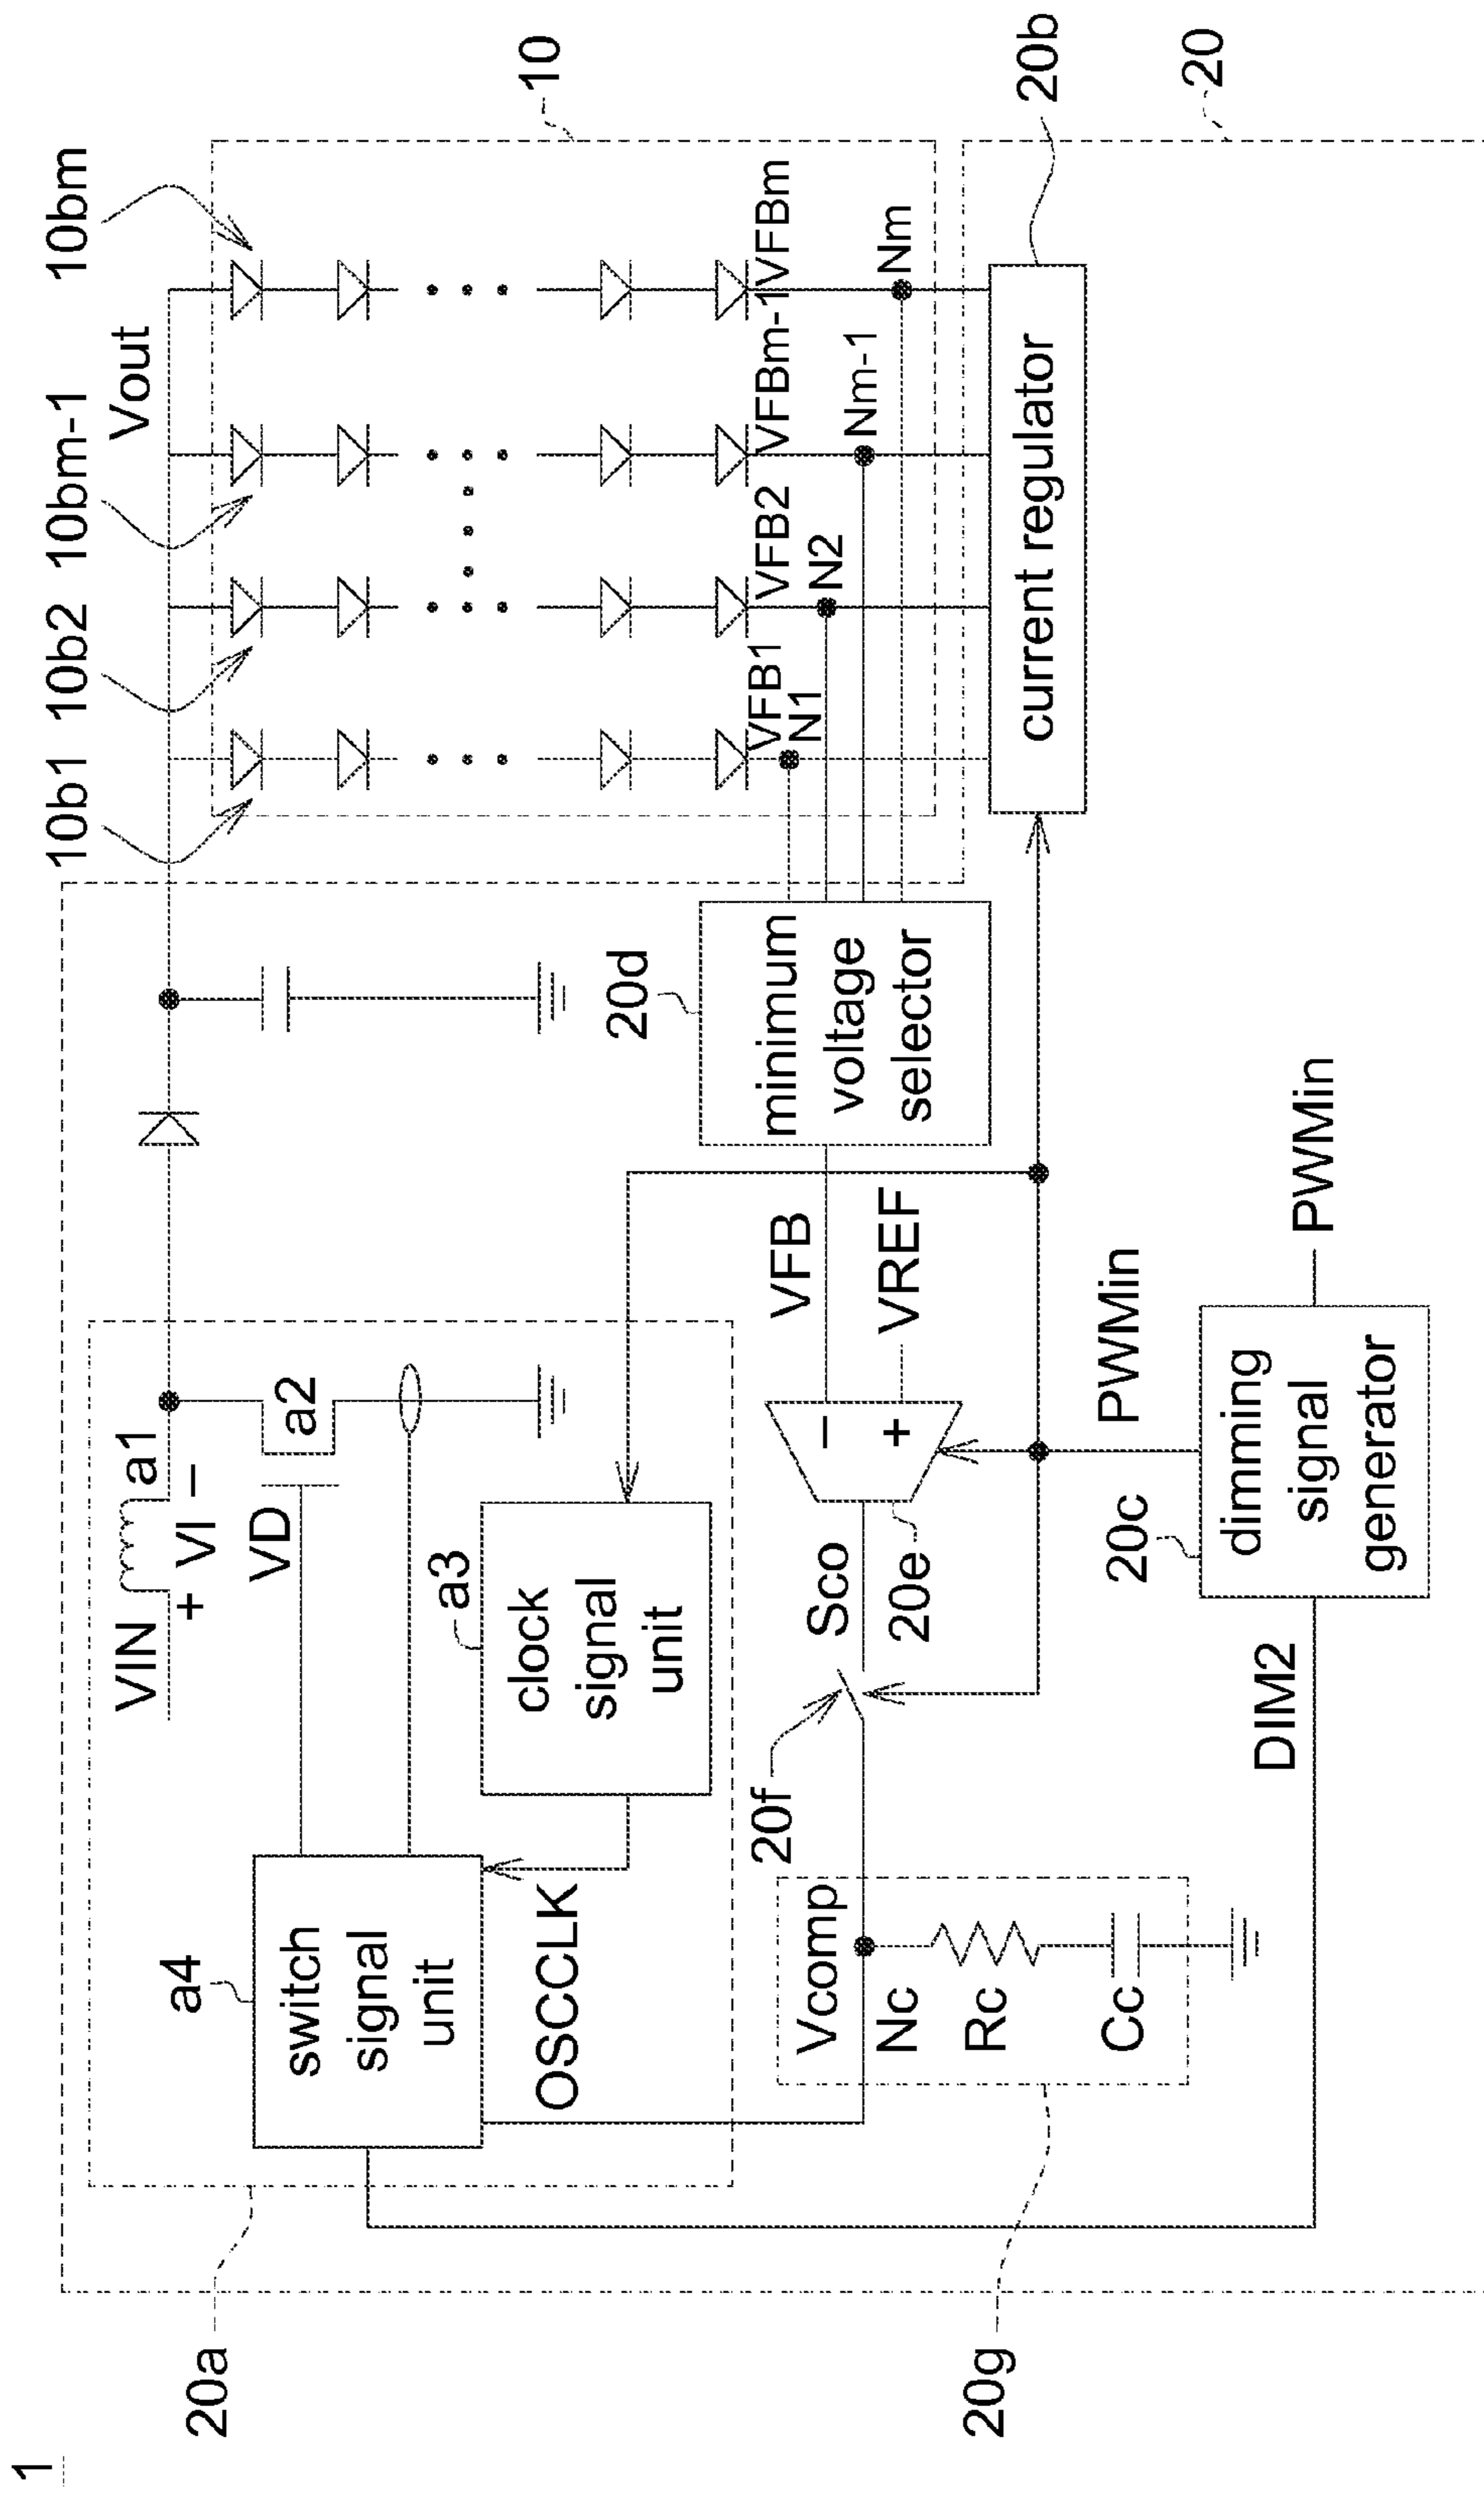 1
20a
a4
switch
signal
unit
VIN
+ VI −
a1
VD
a2
a3
clock
signal
unit
OSCCLK
Vout
10b1
10b2
10bm-1
10bm
10
VFB1
N1
VFB2
N2
VFBm-1
Nm-1
VFBm
Nm
20d
minimum
voltage
selector
current regulator
20b
20
VFB
VREF
−
+
Sco
20e
20f
Vcomp
Nc
Rc
Cc
20g
PWMin
20c
dimming
signal
generator
PWMin
DIM2